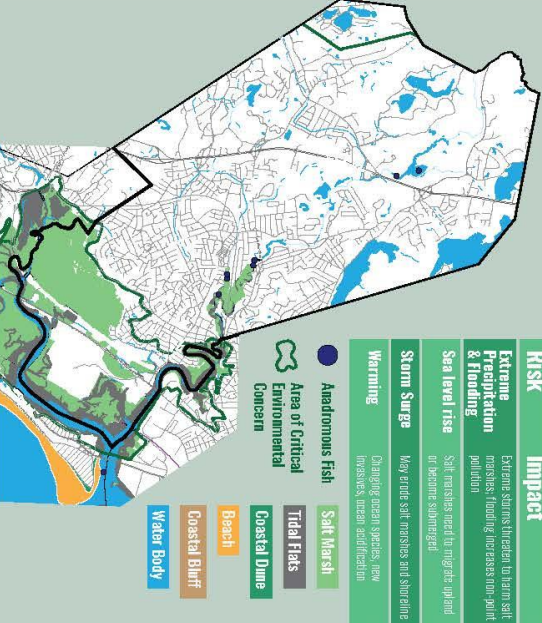 Risk Impact
Extreme
Precipitation
& Flooding
Extreme storms threaten to harm salt
marshes; flooding increases non-point
pollution
Sea level rise
Salt marshes need to migrate upland
or become submerged
Storm Surge
May erode salt marshes and shoreline
Warming
Changing ocean species, new
invasives, ocean acidification
Anadromous Fish
Area of Critical
Environmental
Concern
Salt Marsh
Tidal Flats
Coastal Dune
Beach
Coastal Bluff
Water Body